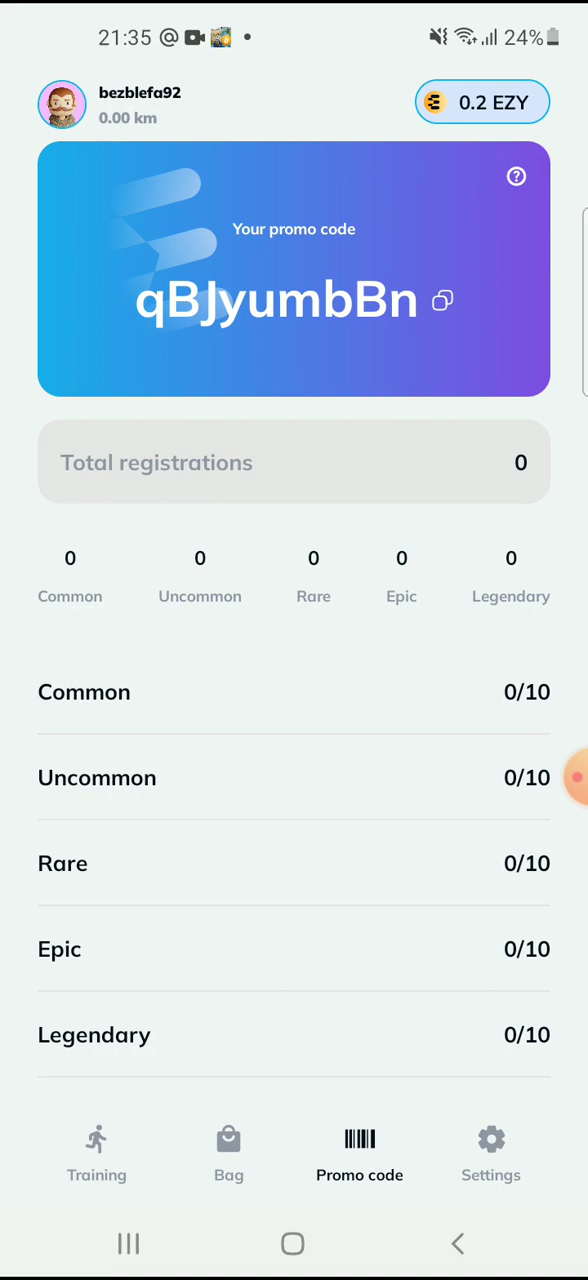 21:35 @ 24%
bezblefa92
0.00 km
0.2 EZY
Your promo code
qBJyumbBn
Total registrations 0
0 0 0 0 0
Common Uncommon Rare Epic Legendary
Common 0/10
Uncommon 0/10
Rare 0/10
Epic 0/10
Legendary 0/10
Training Bag Promo code Settings